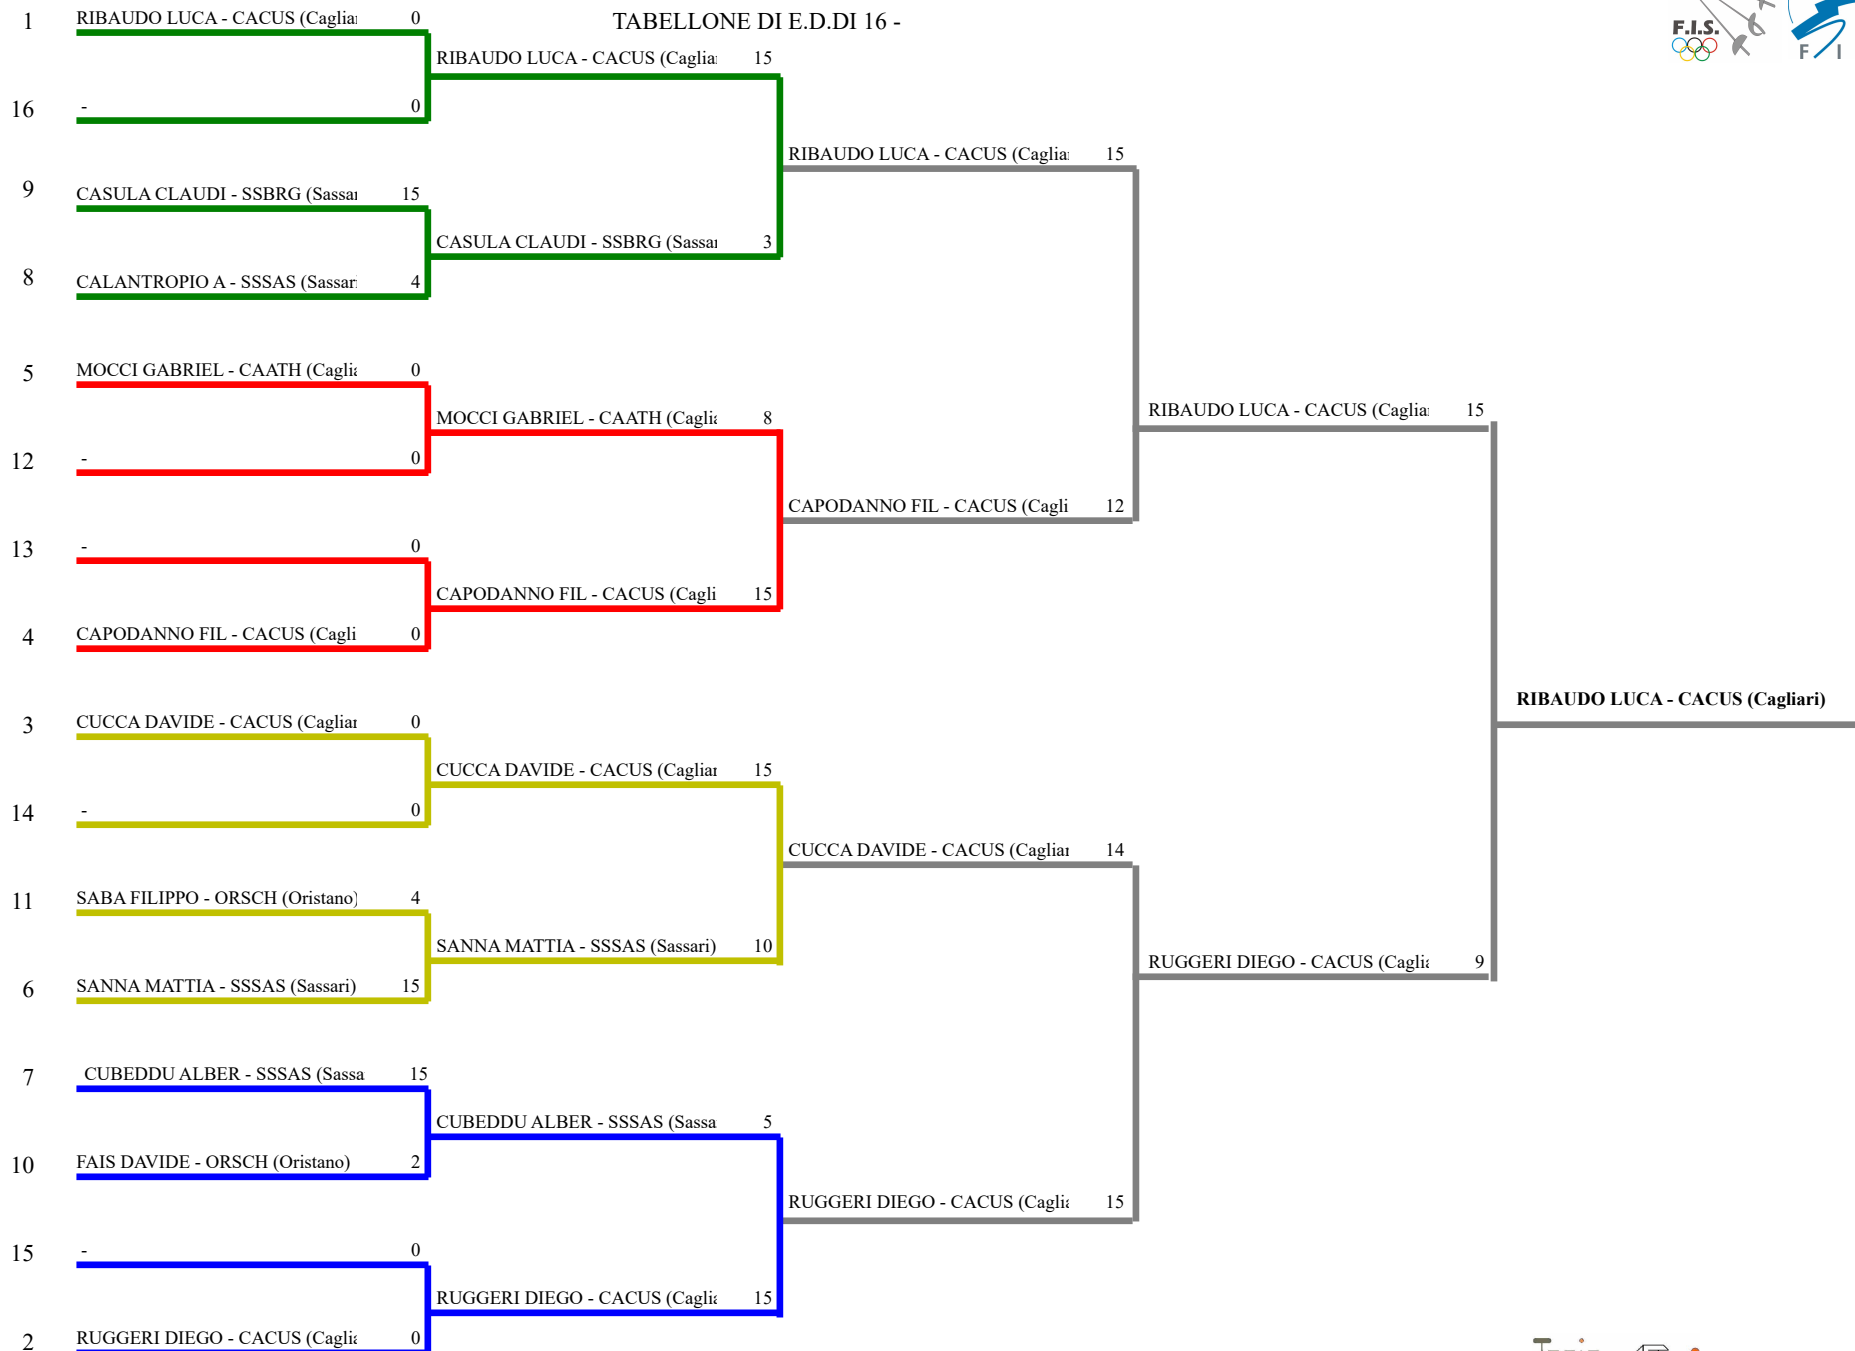 TABELLONE DI E.D.DI 16 -
F.I.S.
F I
1 RIBAUDO LUCA - CACUS (Cagliar 0
RIBAUDO LUCA - CACUS (Cagliar 15
16 - 0
RIBAUDO LUCA - CACUS (Cagliar 15
9 CASULA CLAUDI - SSBRG (Sassar 15
CASULA CLAUDI - SSBRG (Sassar 3
8 CALANTROPIO A - SSSAS (Sassari 4
5 MOCCI GABRIEL - CAATH (Caglia 0
RIBAUDO LUCA - CACUS (Cagliar 15
MOCCI GABRIEL - CAATH (Caglia 8
12 - 0
CAPODANNO FIL - CACUS (Cagli 12
13 - 0
CAPODANNO FIL - CACUS (Cagli 15
4 CAPODANNO FIL - CACUS (Cagli 0
RIBAUDO LUCA - CACUS (Cagliari)
3 CUCCA DAVIDE - CACUS (Cagliar 0
CUCCA DAVIDE - CACUS (Cagliar 15
14 - 0
CUCCA DAVIDE - CACUS (Cagliar 14
11 SABA FILIPPO - ORSCH (Oristano) 4
SANNA MATTIA - SSSAS (Sassari) 10
RUGGERI DIEGO - CACUS (Caglia 9
6 SANNA MATTIA - SSSAS (Sassari) 15
7 CUBEDDU ALBER - SSSAS (Sassa 15
CUBEDDU ALBER - SSSAS (Sassa 5
10 FAIS DAVIDE - ORSCH (Oristano) 2
RUGGERI DIEGO - CACUS (Caglia 15
15 - 0
RUGGERI DIEGO - CACUS (Caglia 15
2 RUGGERI DIEGO - CACUS (Caglia 0